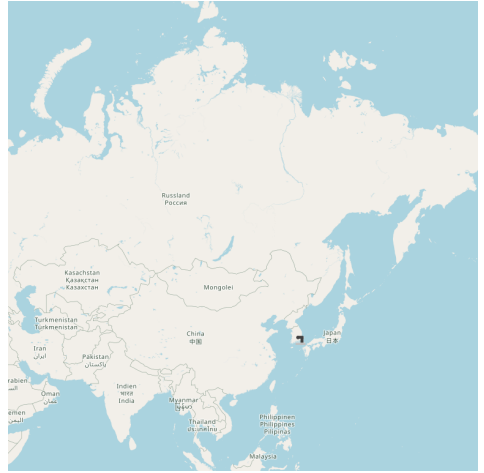 Russland
Россия
Kasachstan
Қазақстан
Казахстан
Mongolei
Turkmenistan
Türkmenistan
China
中国
Japan
日本
Iran
ایران
Pakistan
پاکستان
Indien
भारत
India
Oman
عمان
Myanmar
Thailand
ประเทศไทย
Philippinen
Philippines
Pilipinas
Malaysia